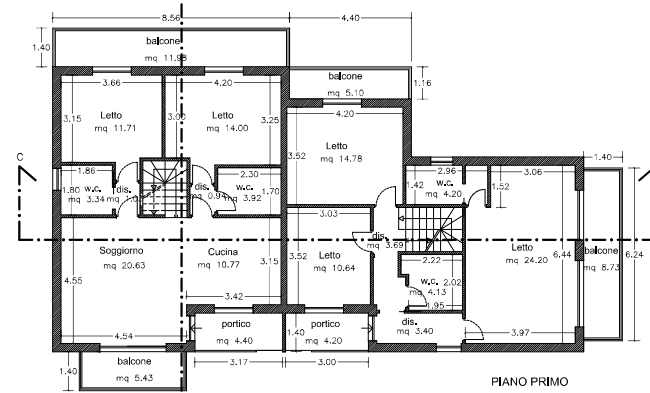 8.56
4.40
1.40
balcone
mq 11.98
balcone
mq 5.10
1.16
3.66
4.20
3.15
Letto
mq 11.71
3.00
Letto
mq 14.00
3.25
4.20
Letto
mq 14.78
3.52
C
1.86
1.80
w.c.
mq 3.34
dis.
mq 1.0
dis.
mq 0.94
2.30
w.c.
mq 3.92
1.70
2.96
1.42
w.c.
mq 4.20
1.52
3.06
1.40
3.03
3.52
Letto
mq 10.64
dis.
mq 3.69
Soggiorno
mq 20.63
Cucina
mq 10.77
3.15
4.55
3.42
2.22
w.c.
mq 4.13
2.02
1.95
Letto
mq 24.20
6.44
balcone
mq 8.73
6.24
4.54
portico
mq 4.40
1.40
portico
mq 4.20
dis.
mq 3.40
3.97
1.40
balcone
mq 5.43
3.17
3.00
PIANO PRIMO